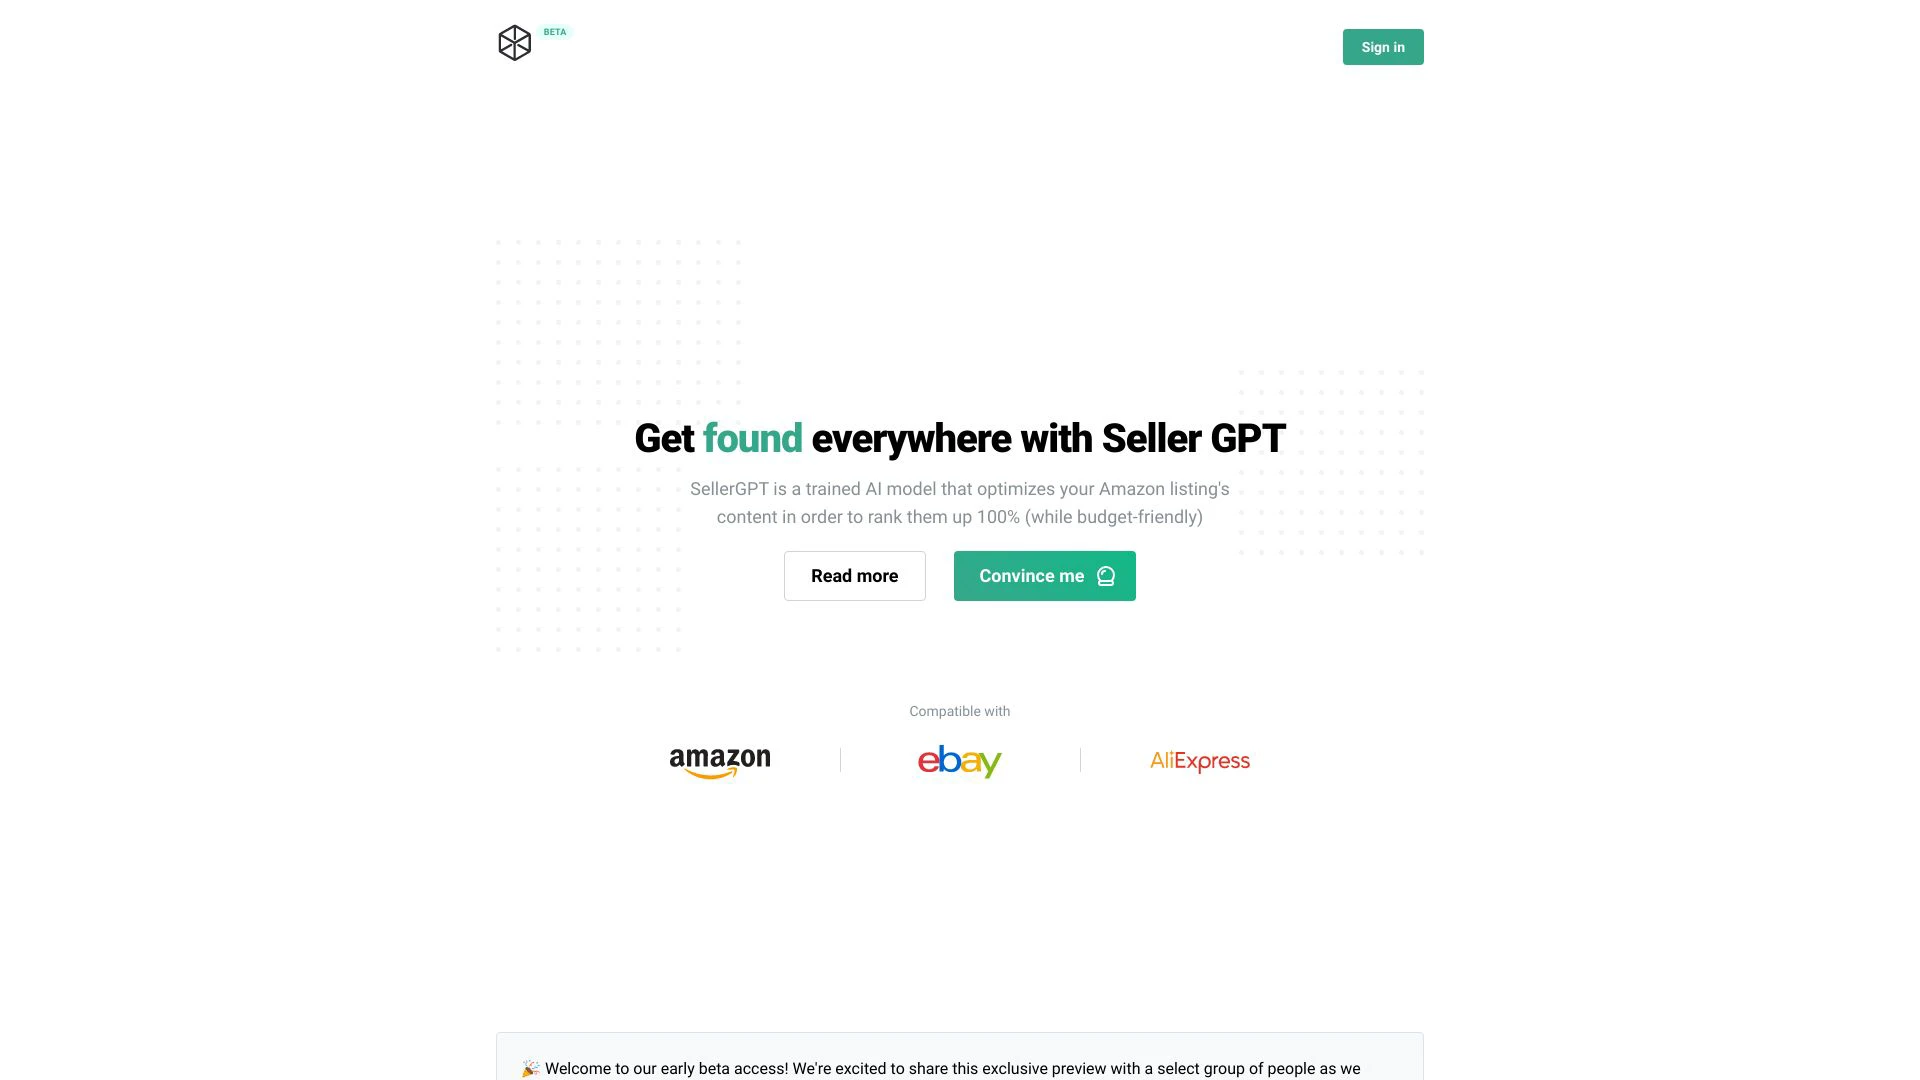 BETA
Sign in
Get found everywhere with Seller GPT
SellerGPT is a trained AI model that optimizes your Amazon listing's
content in order to rank them up 100% (while budget-friendly)
Read more
Convince me
Compatible with
amazon
ebay
AliExpress
🎉 Welcome to our early beta access! We're excited to share this exclusive preview with a select group of people as we